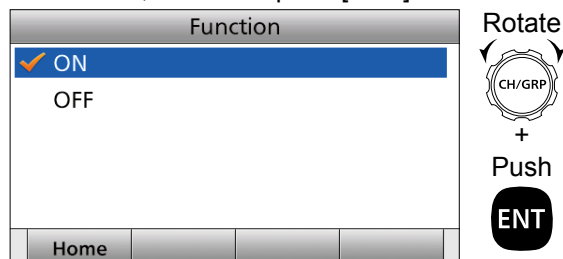 Function
ON
OFF
Home
Rotate
CH/GRP
+
Push
ENT